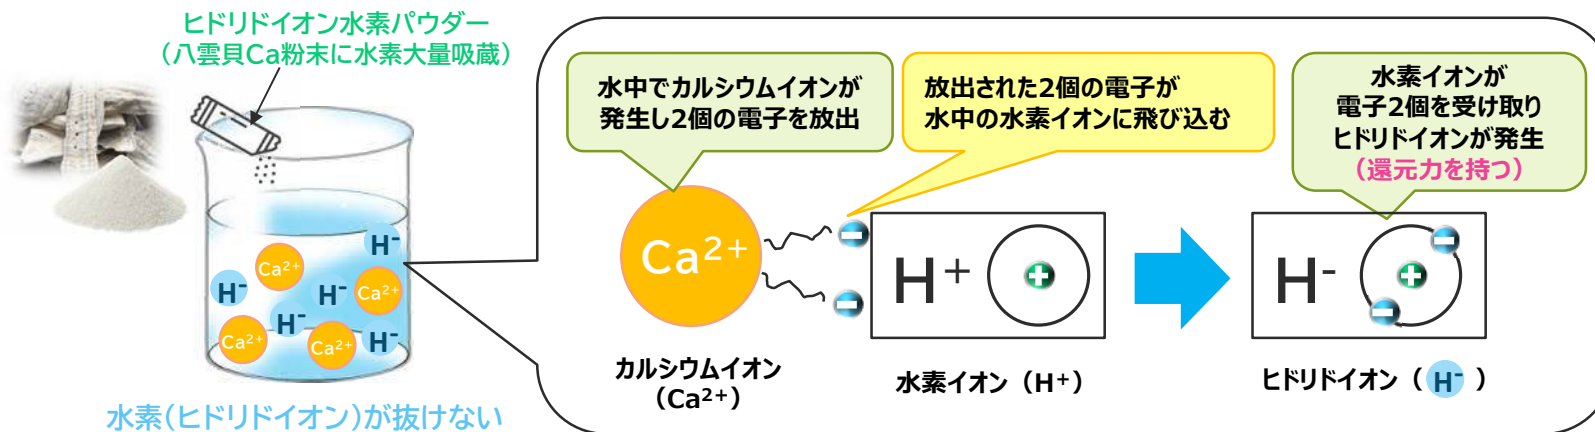 ヒドリドイオン水素パウダー
（八雲貝Ca粉末に水素大量吸蔵）
H⁻
Ca²⁺
H⁻
H⁻
Ca²⁺
H⁻
Ca²⁺
Ca²⁺
H⁻
水素（ヒドリドイオン）が抜けない
水中でカルシウムイオンが
発生し2個の電子を放出
放出された2個の電子が
水中の水素イオンに飛び込む
水素イオンが
電子2個を受け取り
ヒドリドイオンが発生
（還元力を持つ）
Ca²⁺
H⁺
H⁻
カルシウムイオン
（Ca²⁺）
水素イオン（H⁺）
ヒドリドイオン（H⁻）